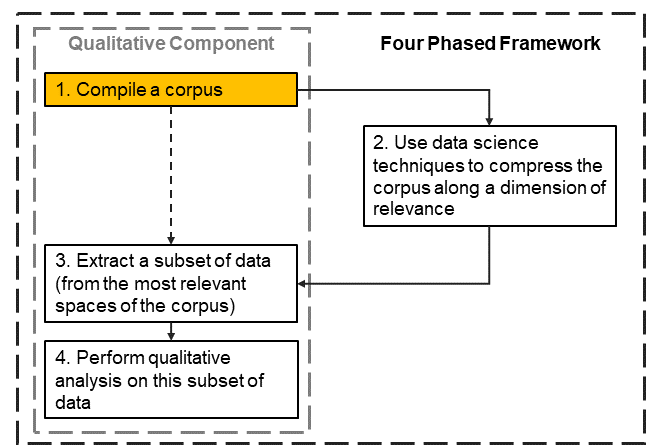 Qualitative Component
Four Phased Framework
1. Compile a corpus
2. Use data science
techniques to compress the
corpus along a dimension of
relevance
3. Extract a subset of data
(from the most relevant
spaces of the corpus)
4. Perform qualitative
analysis on this subset of
data